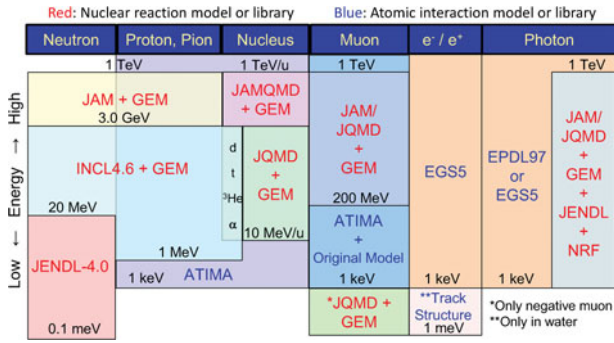 Red: Nuclear reaction model or library
Blue: Atomic interaction model or library
Neutron
Proton, Pion
Nucleus
Muon
e⁻ / e⁺
Photon
1 TeV
1 TeV/u
1 TeV
1 TeV
Low ← Energy → High
JAM + GEM
3.0 GeV
JAMQMD
+ GEM
INCL4.6 + GEM
d
t
³He
α
JQMD
+
GEM
10 MeV/u
20 MeV
1 MeV
JENDL-4.0
0.1 meV
1 keV
ATIMA
JAM/
JQMD
+
GEM
200 MeV
ATIMA
+
Original Model
1 keV
*JQMD +
GEM
EGS5
1 keV
**Track
Structure
1 meV
EPDL97
or
EGS5
1 keV
JAM/
JQMD
+
GEM
+
JENDL
+
NRF
*Only negative muon
**Only in water